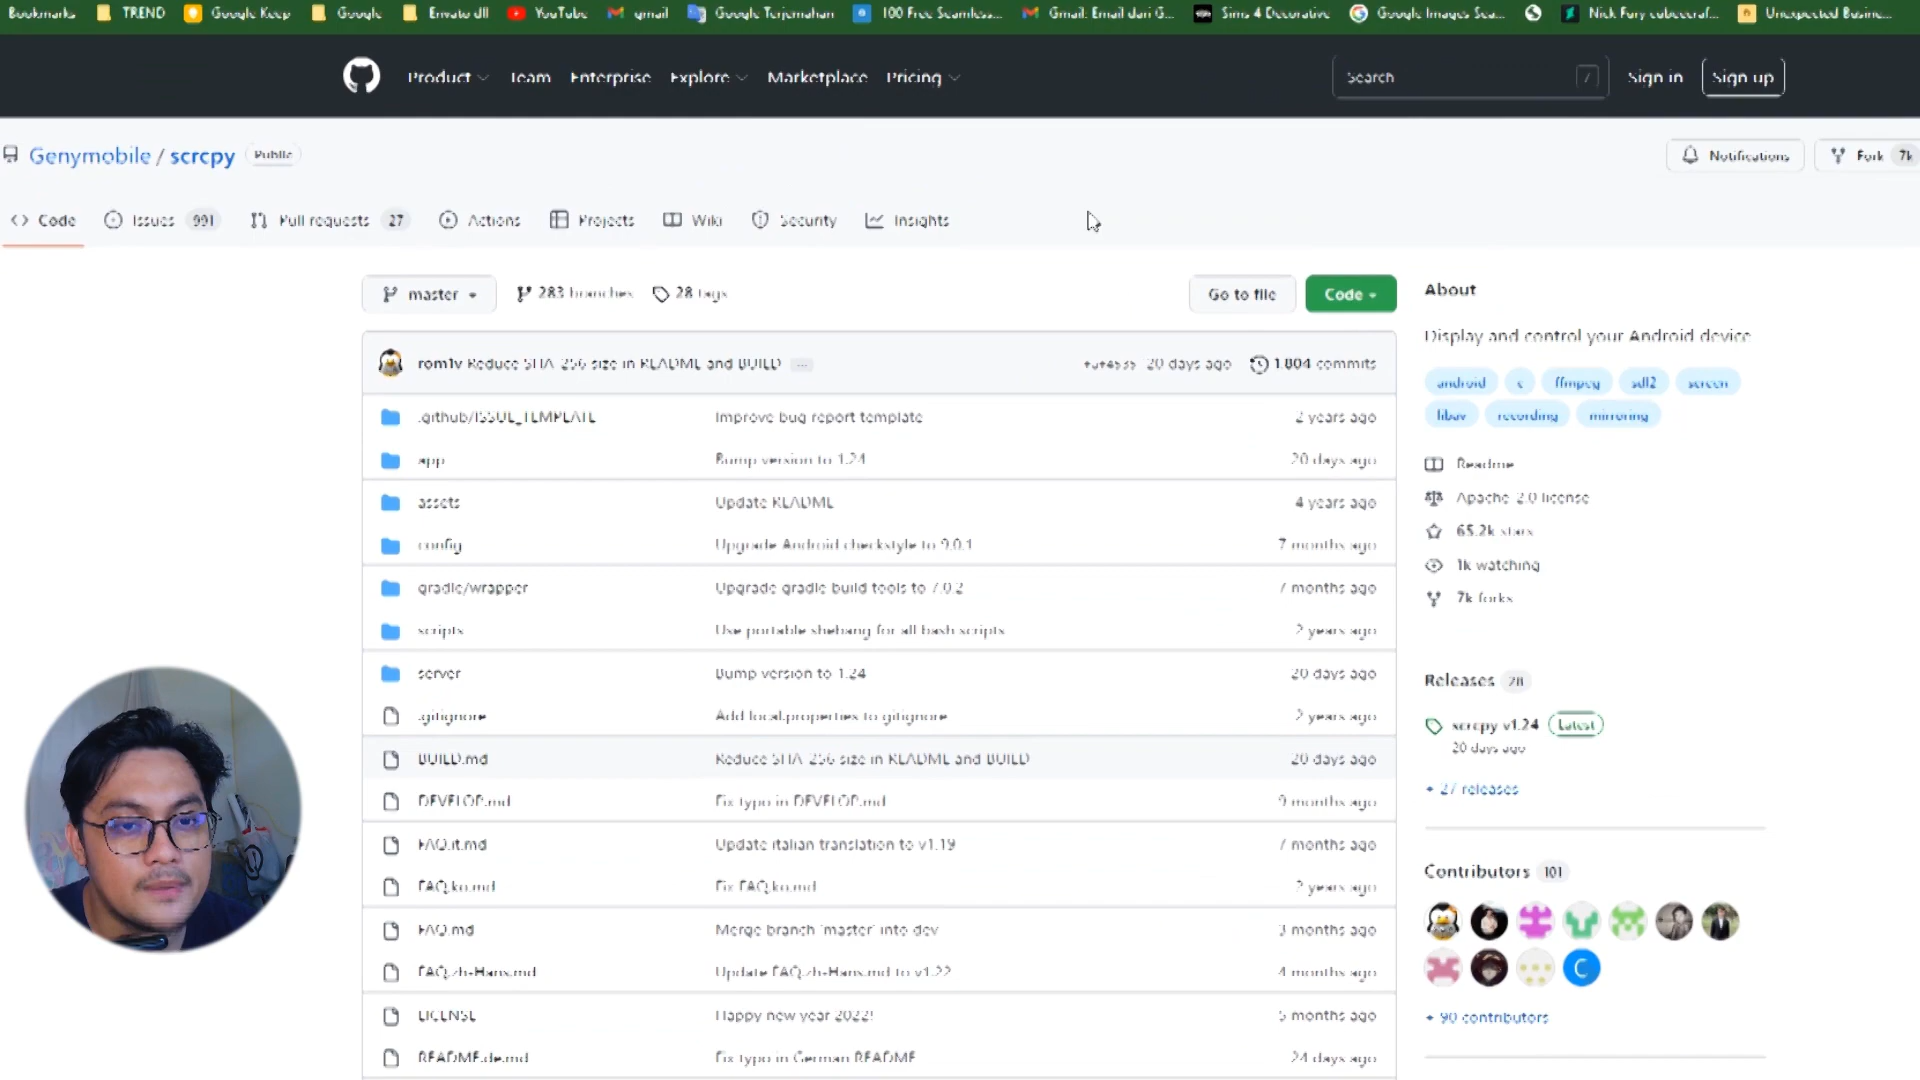 Bookmarks TREND Google Keep Google Envato dll YouTube gmail Google Terjemahan 100 Free Seamless... Gmail: Email dari G... Sims 4 Decorative Google Images Sea... Nick Fury cubeecraf... Unexpected Busine...
Product Team Enterprise Explore Marketplace Pricing Search / Sign in Sign up
Genymobile / scrcpy Public Notifications Fork 7k
Code Issues 991 Pull requests 27 Actions Projects Wiki Security Insights
master 283 branches 28 tags Go to file Code
rom1v Reduce SHA-256 size in README and BUILD ... 20 days ago 1,804 commits
.github/ISSUE_TEMPLATE Improve bug report template 2 years ago
app Bump version to 1.24 20 days ago
assets Update README 4 years ago
config Upgrade Android checkstyle to 9.0.1 7 months ago
gradle/wrapper Upgrade gradle build tools to 7.0.2 7 months ago
scripts Use portable shebang for all bash scripts 2 years ago
server Bump version to 1.24 20 days ago
.gitignore Add local.properties to gitignore 2 years ago
BUILD.md Reduce SHA-256 size in README and BUILD 20 days ago
DEVELOP.md Fix typo in DEVELOP.md 9 months ago
FAQ.it.md Update italian translation to v1.19 7 months ago
FAQ.ko.md Fix FAQ.ko.md 2 years ago
FAQ.md Merge branch 'master' into dev 3 months ago
FAQ.zh-Hans.md Update FAQ.zh-Hans.md to v1.22 4 months ago
LICENSE Happy new year 2022! 5 months ago
README.de.md Fix typo in German README 24 days ago
About
Display and control your Android device
android c ffmpeg sdl2 screen
libav recording mirroring
Readme
Apache-2.0 license
65.2k stars
1k watching
7k forks
Releases 28
scrcpy v1.24 Latest
20 days ago
+ 27 releases
Contributors 101
C
+ 90 contributors